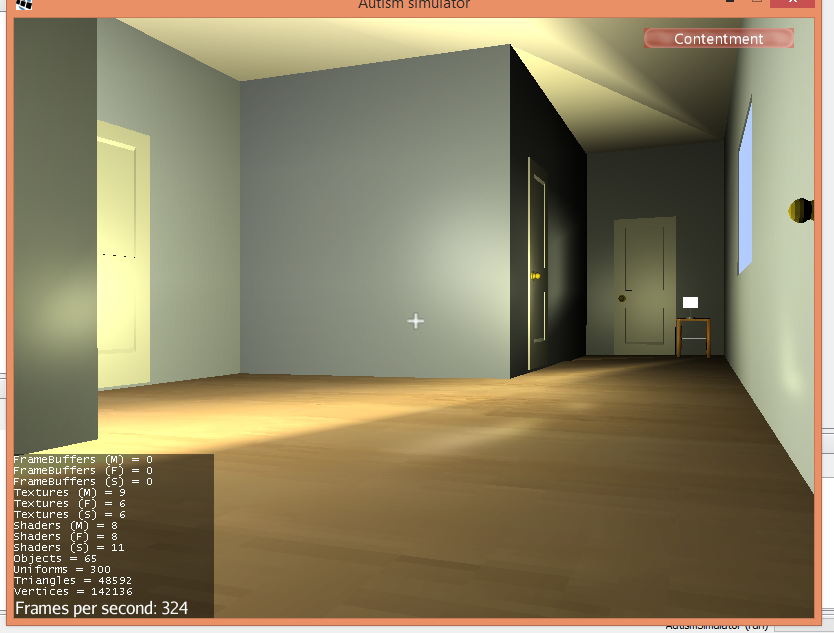 Autism simulator
Contentment
FrameBuffers (M) = 0
FrameBuffers (F) = 0
FrameBuffers (S) = 0
Textures (M) = 9
Textures (F) = 6
Textures (S) = 6
Shaders (M) = 8
Shaders (F) = 8
Shaders (S) = 11
Objects = 65
Uniforms = 300
Triangles = 48592
Vertices = 142136
Frames per second: 324
AutismSimulator (run)